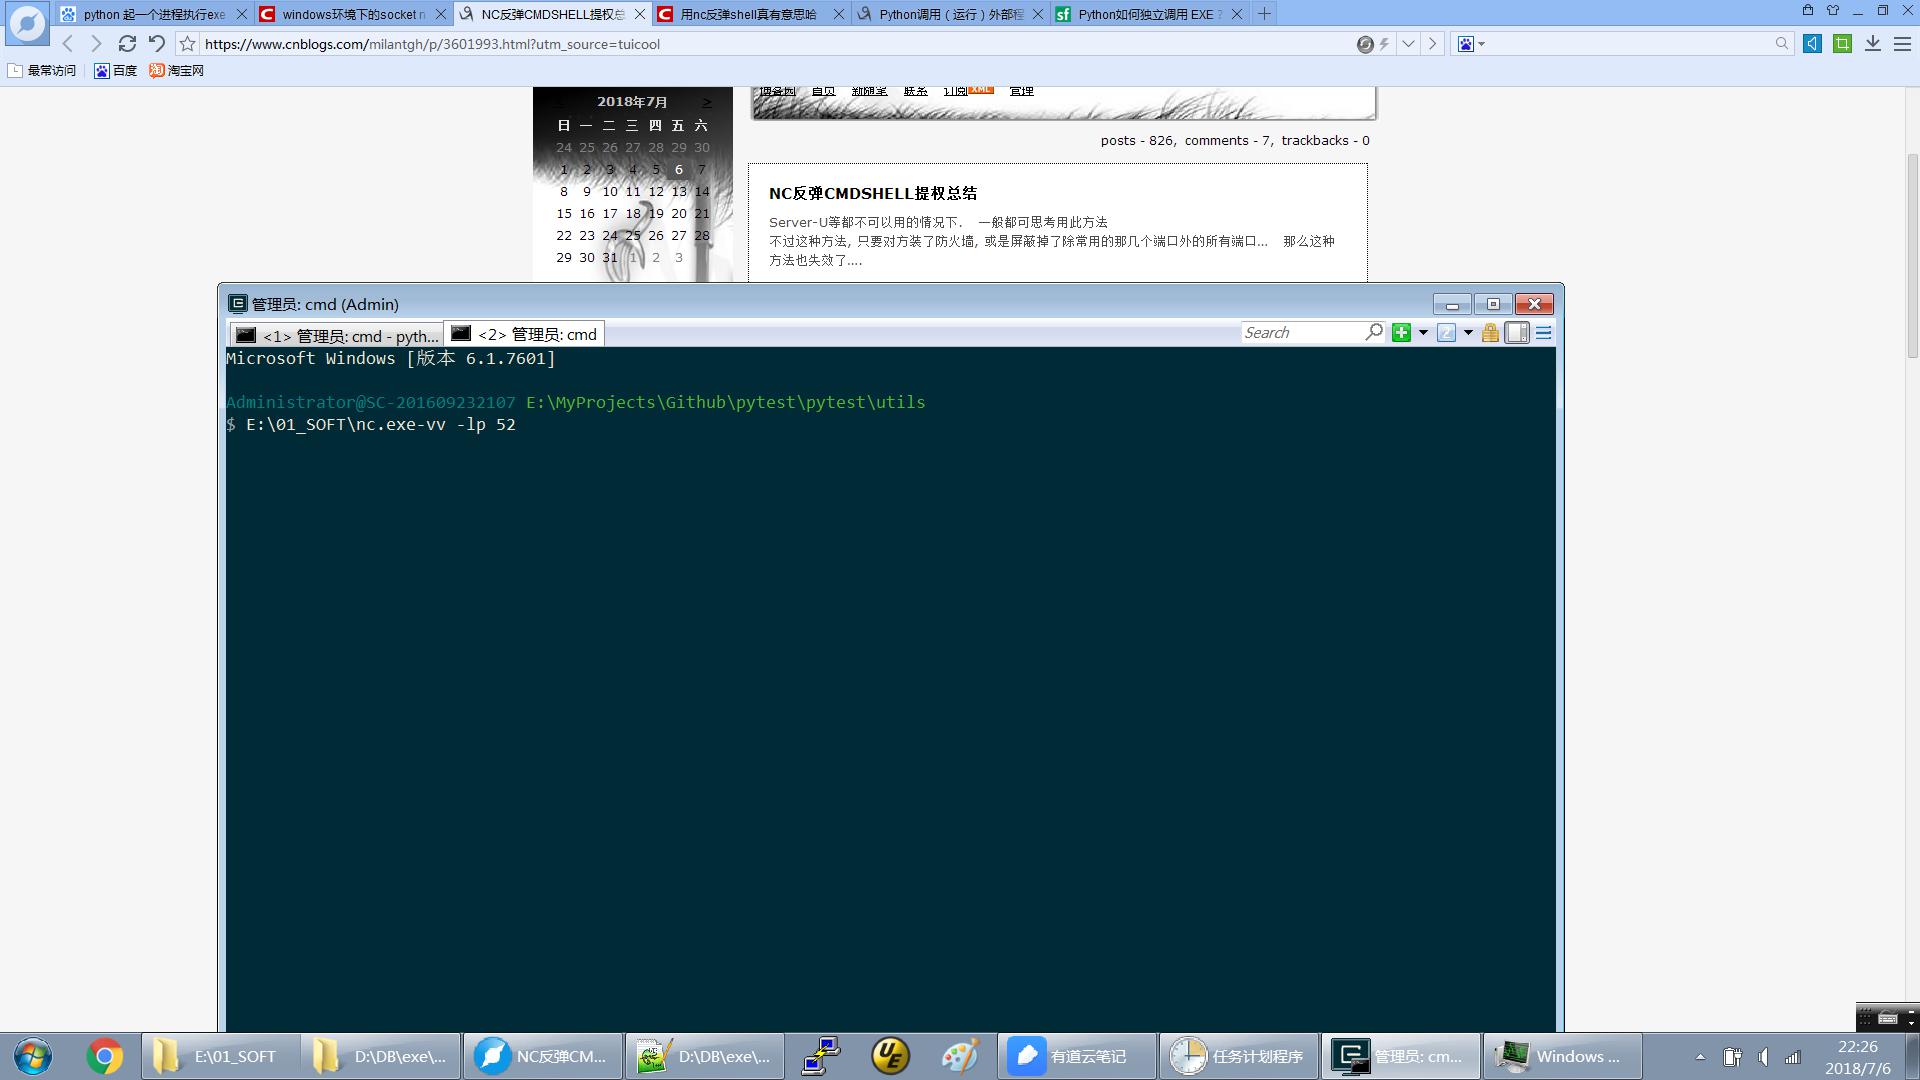 python 起一个进程执行exe
windows环境下的socket n
NC反弹CMDSHELL提权总
用nc反弹shell真有意思哈
Python调用（运行）外部程
Python如何独立调用 EXE ?
https://www.cnblogs.com/milantgh/p/3601993.html?utm_source=tuicool
最常访问 百度 淘 淘宝网
博客园 首页 新随笔 联系 订阅 XML 管理
< 2018年7月 >
日 一 二 三 四 五 六
24 25 26 27 28 29 30
1 2 3 4 5 6 7
8 9 10 11 12 13 14
15 16 17 18 19 20 21
22 23 24 25 26 27 28
29 30 31 1 2 3
posts - 826, comments - 7, trackbacks - 0
NC反弹CMDSHELL提权总结
Server-U等都不可以用的情况下. 一般都可思考用此方法
不过这种方法, 只要对方装了防火墙, 或是屏蔽掉了除常用的那几个端口外的所有端口... 那么这种
方法也失效了....
管理员: cmd (Admin)
<1> 管理员: cmd - pyth...
<2> 管理员: cmd
Search
Microsoft Windows [版本 6.1.7601]
Administrator@SC-201609232107 E:\MyProjects\Github\pytest\pytest\utils
$ E:\01_SOFT\nc.exe-vv -lp 52
E:\01_SOFT
D:\DB\exe\...
NC反弹CM...
D:\DB\exe\...
UE
有道云笔记
任务计划程序
管理员: cm...
Windows ...
22:26
2018/7/6